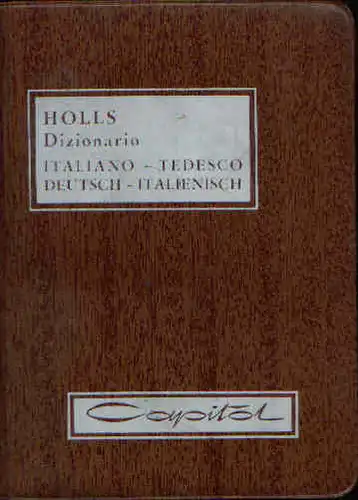 HOLLS
Dizionario
ITALIANO - TEDESCO
DEUTSCH - ITALIENISCH
Capitol